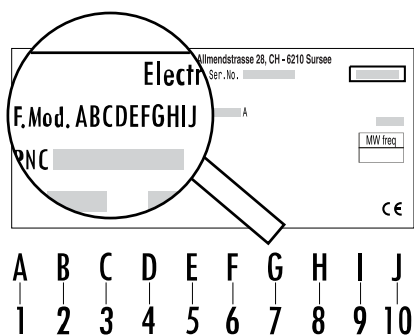 Allmendstrasse 28, CH - 6210 Sursee
Electr Ser.No.
F.Mod. ABCDEFGHIJ A
PNC
MW freq
CE
A B C D E F G H I J
1 2 3 4 5 6 7 8 9 10